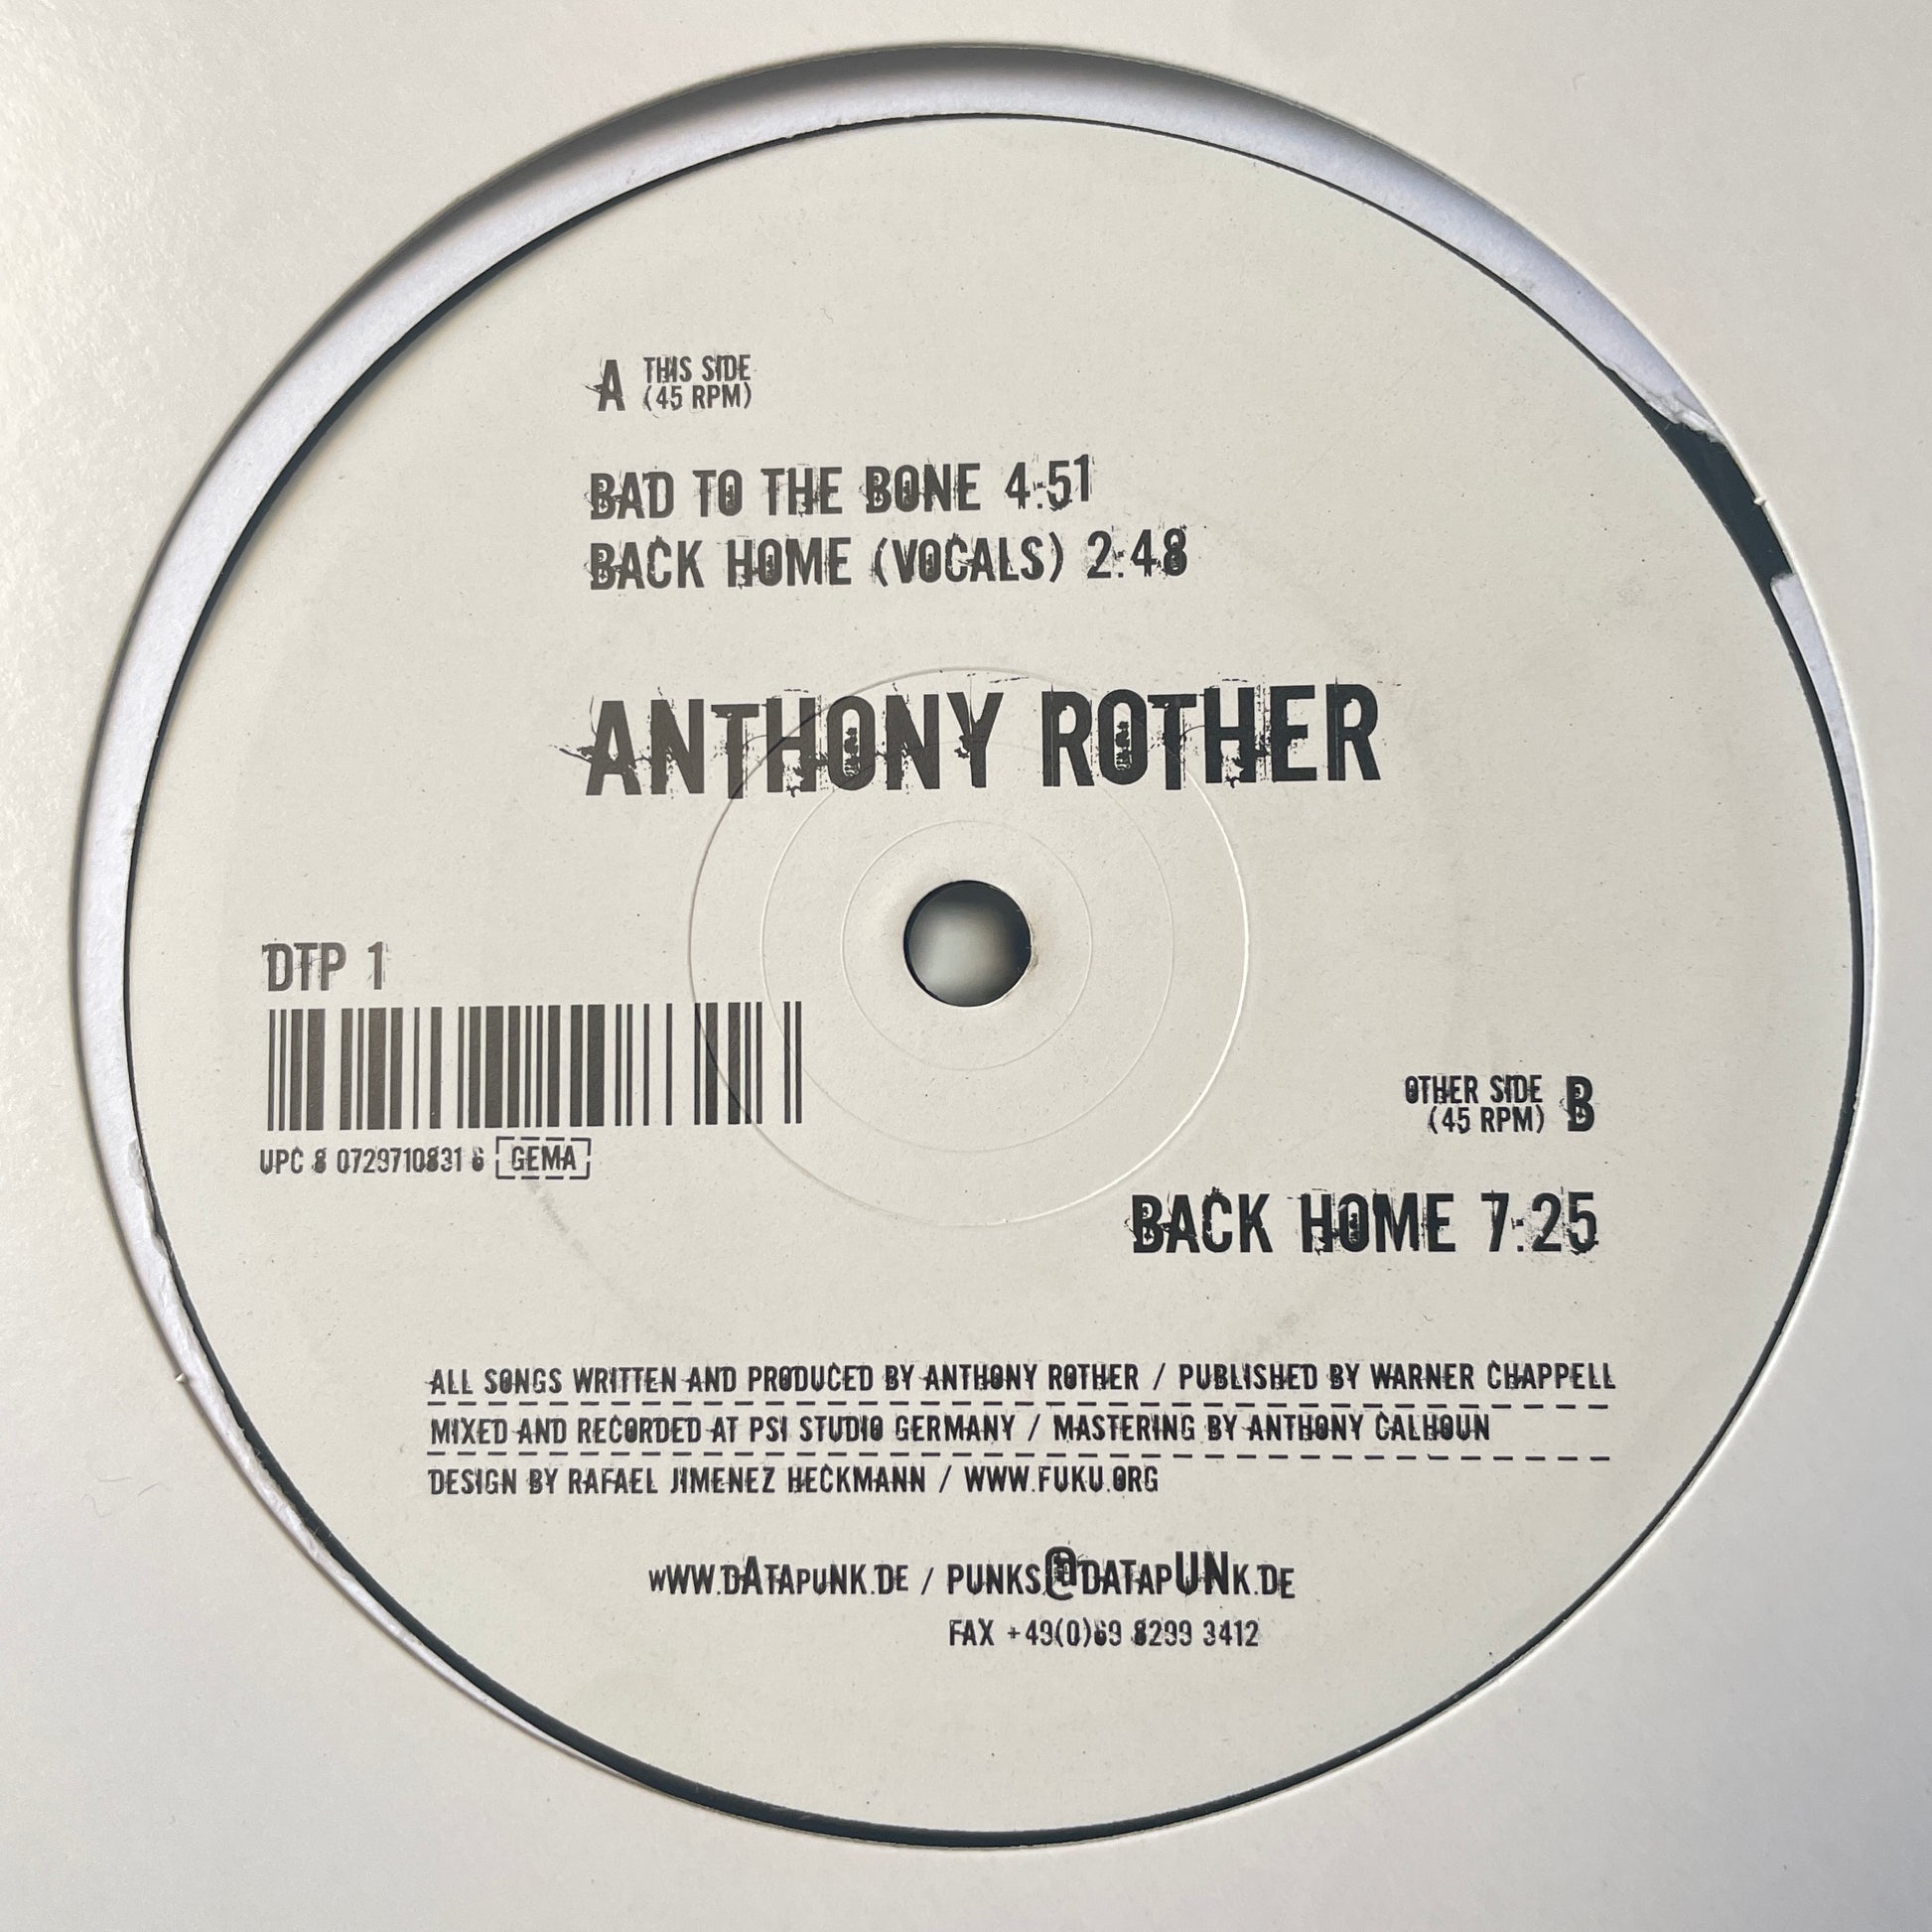 A THIS SIDE
(45 RPM)
BAD TO THE BONE 4:51
BACK HOME (VOCALS) 2:48
ANTHONY ROTHER
DTP 1
UPC 8 0729710831 6 GEMA
OTHER SIDE B
(45 RPM)
BACK HOME 7:25
ALL SONGS WRITTEN AND PRODUCED BY ANTHONY ROTHER / PUBLISHED BY WARNER CHAPPELL
MIXED AND RECORDED AT PSI STUDIO GERMANY / MASTERING BY ANTHONY CALHOUN
DESIGN BY RAFAEL JIMENEZ HECKMANN / WWW.FUKU.ORG
WWW.DATAPUNK.DE / PUNKS@DATAPUNK.DE
FAX +49(0)69 8299 3412